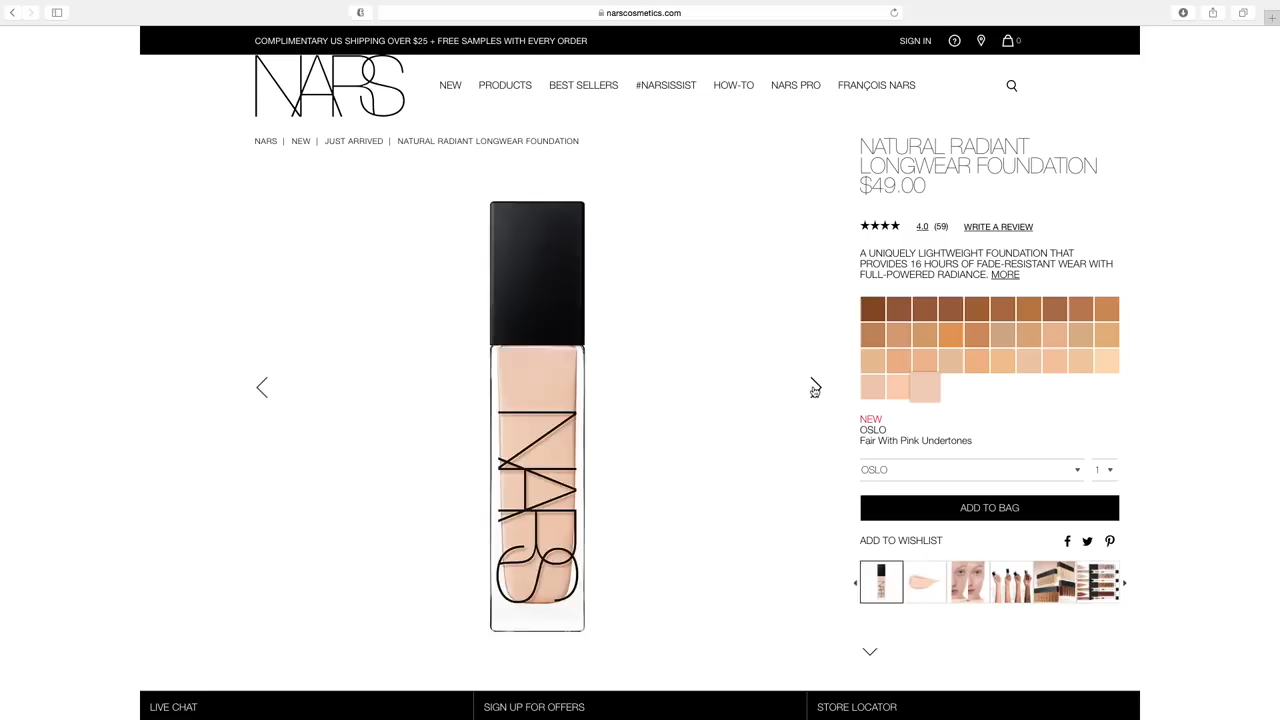 narscosmetics.com
COMPLIMENTARY US SHIPPING OVER $25 + FREE SAMPLES WITH EVERY ORDER
SIGN IN
?
0
NARS
NEW PRODUCTS BEST SELLERS #NARSISSIST HOW-TO NARS PRO FRANÇOIS NARS
NARS | NEW | JUST ARRIVED | NATURAL RADIANT LONGWEAR FOUNDATION
NARS
NATURAL RADIANT
LONGWEAR FOUNDATION
$49.00
4.0 (59) WRITE A REVIEW
A UNIQUELY LIGHTWEIGHT FOUNDATION THAT
PROVIDES 16 HOURS OF FADE-RESISTANT WEAR WITH
FULL-POWERED RADIANCE. MORE
NEW
OSLO
Fair With Pink Undertones
OSLO 1
ADD TO BAG
ADD TO WISHLIST
LIVE CHAT
SIGN UP FOR OFFERS
STORE LOCATOR